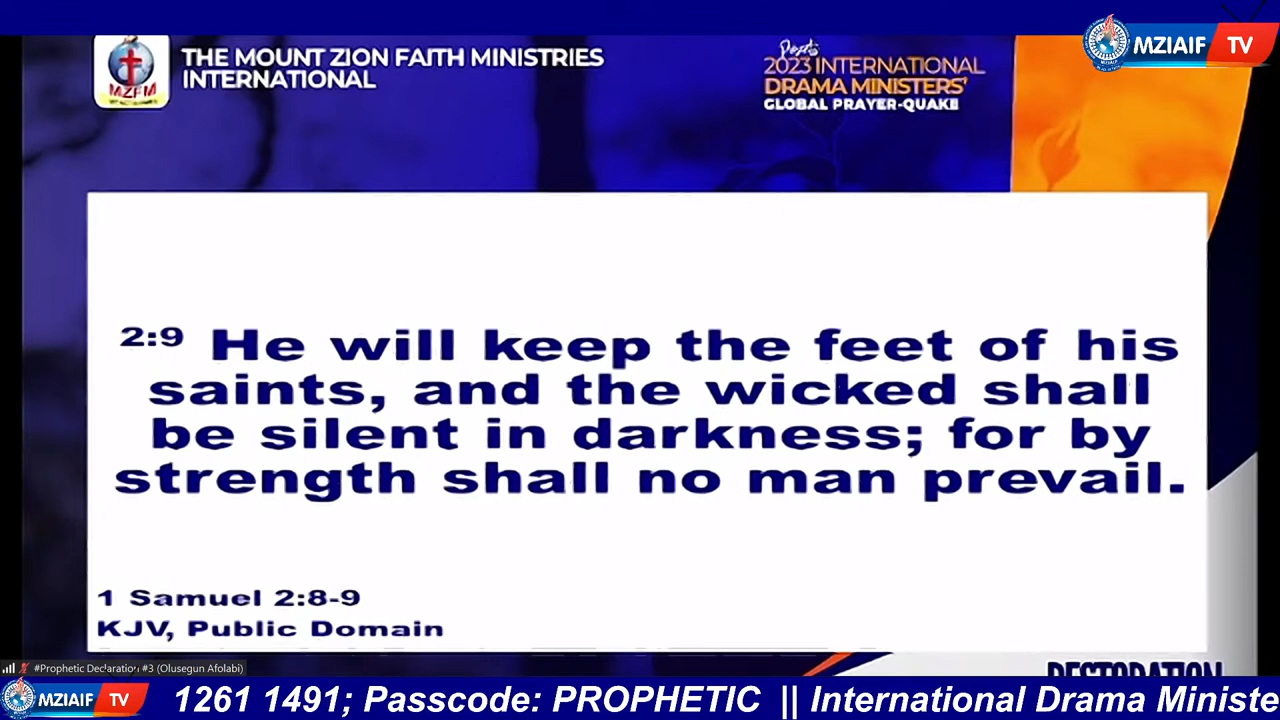 THE MOUNT ZION FAITH MINISTRIES
INTERNATIONAL
MZFM
2023 INTERNATIONAL
DRAMA MINISTERS'
GLOBAL PRAYER-QUAKE
MZIAIF TV
2:9 He will keep the feet of his
saints, and the wicked shall
be silent in darkness; for by
strength shall no man prevail.
1 Samuel 2:8-9
KJV, Public Domain
#Prophetic Declaration #3 (Olusegun Afolabi)
RESTORATION
MZIAIF TV
1261 1491; Passcode: PROPHETIC || International Drama Ministe